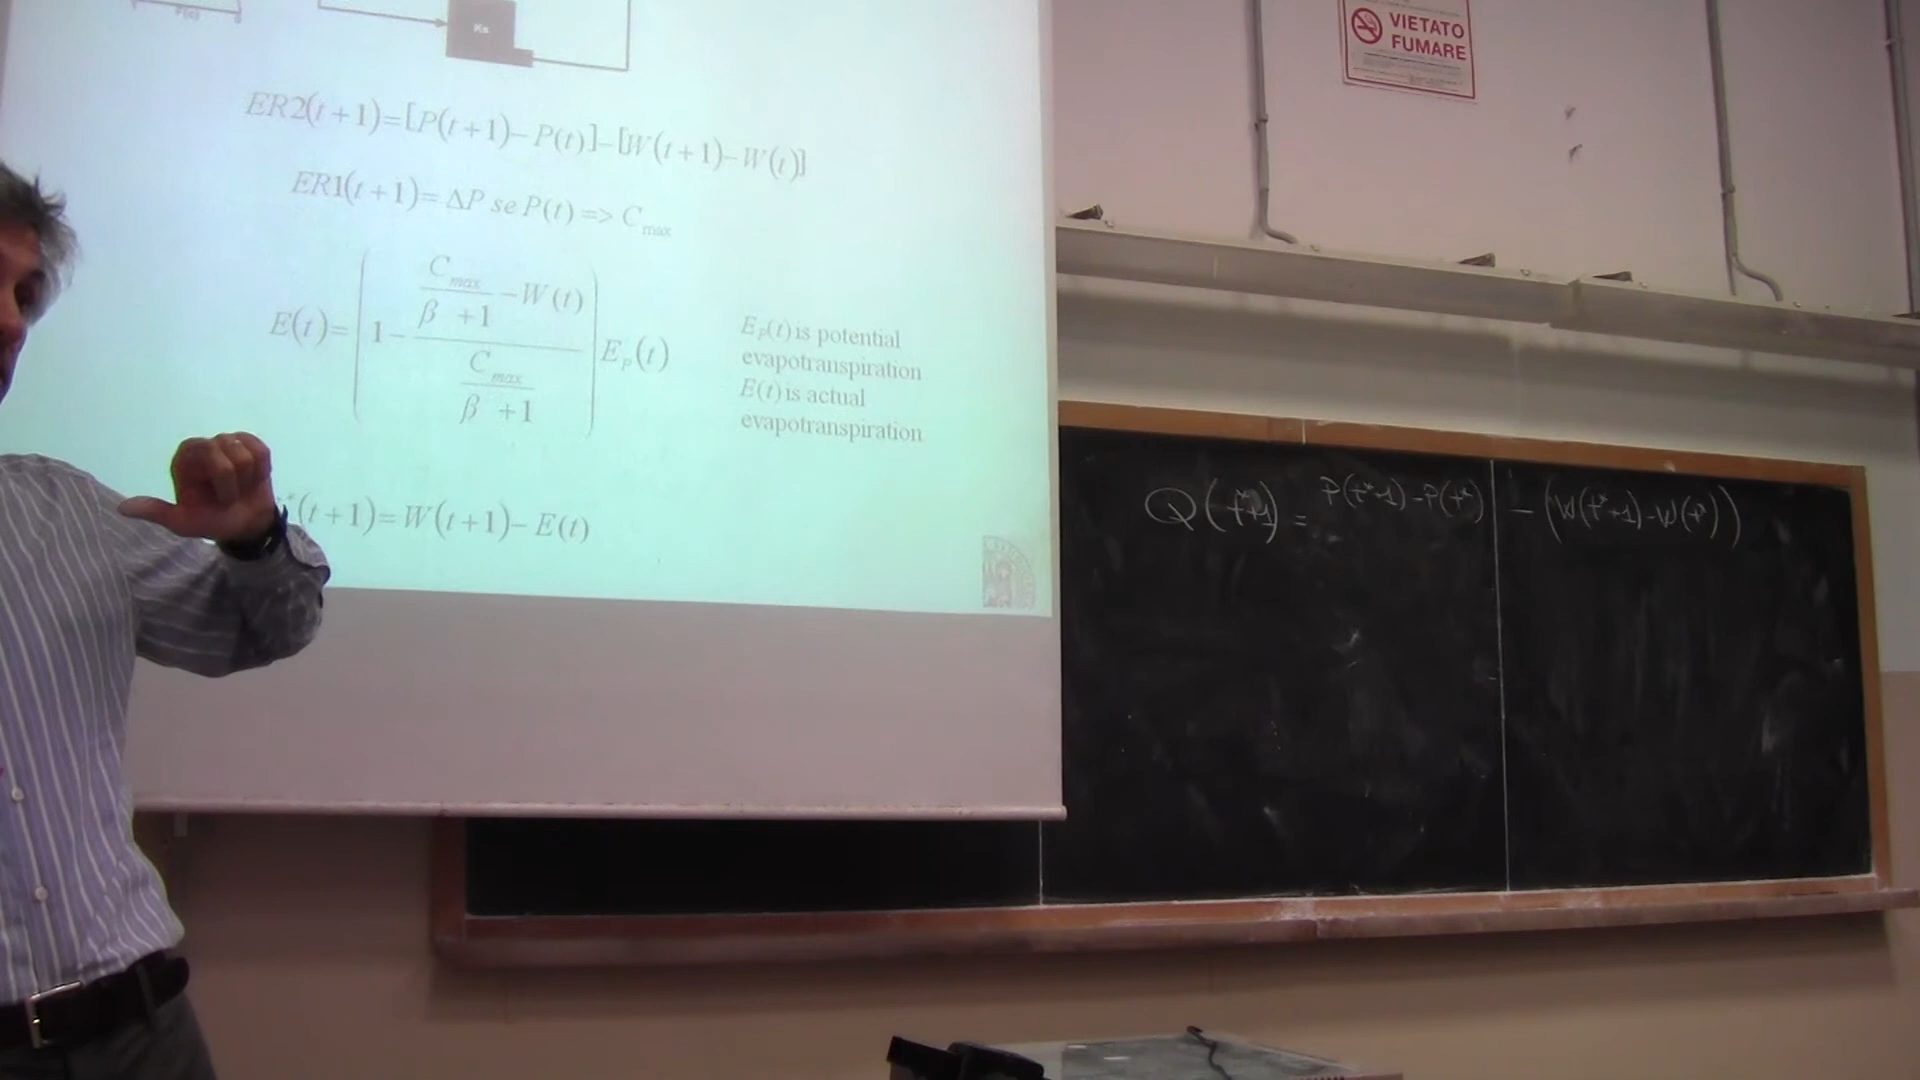 Ks
VIETATO
FUMARE
ER2(t+1)=[P(t+1)-P(t)]-[W(t+1)-W(t)]
ER1(t+1)=ΔP se P(t)=> C_max
E(t)=(1-(C_max/(β+1)-W(t))/(C_max/(β+1)))E_P(t)
E_P(t) is potential
evapotranspiration
E(t) is actual
evapotranspiration
(t+1)=W(t+1)-E(t)
Q(t*+1) = P(t*-1)-P(t*) - (W(t*+1)-W(t*))